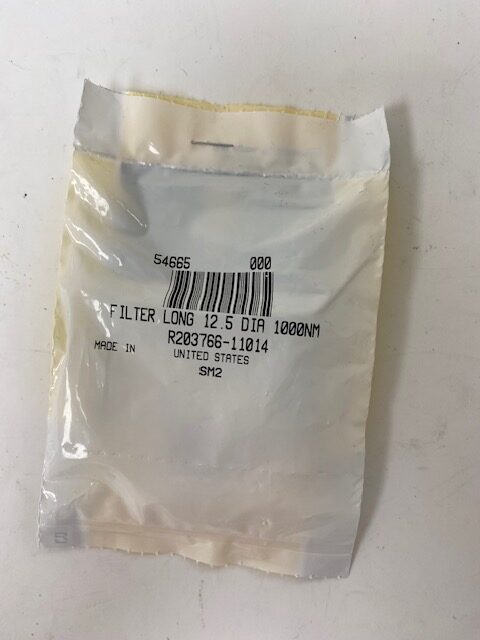 54665 000
FILTER LONG 12.5 DIA 1000NM
R203766-11014
MADE IN UNITED STATES
SM2